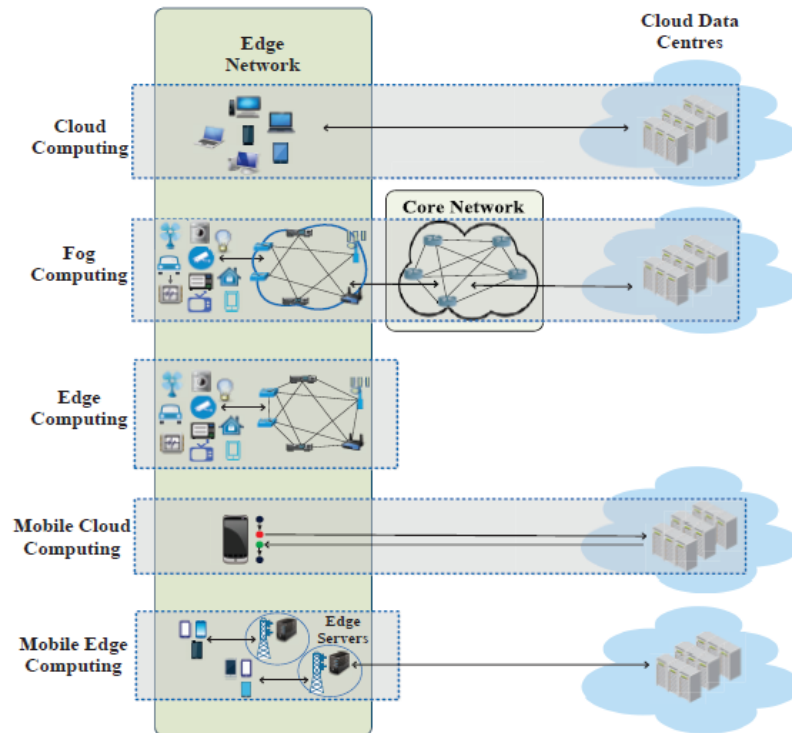 Edge
Network
Cloud Data
Centres
Cloud
Computing
Core Network
Fog
Computing
Edge
Computing
Mobile Cloud
Computing
Mobile Edge
Computing
Edge
Servers